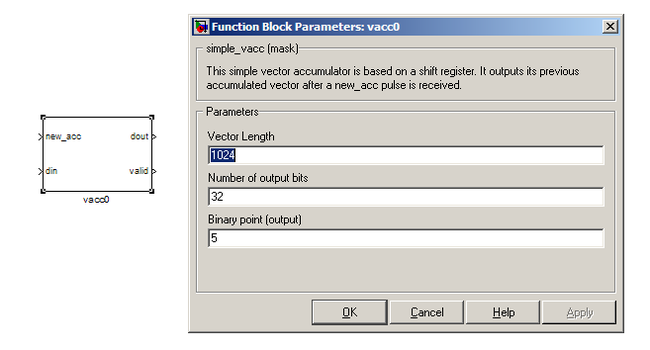 Function Block Parameters: vacc0
simple_vacc (mask)
This simple vector accumulator is based on a shift register. It outputs its previous
accumulated vector after a new_acc pulse is received.
Parameters
Vector Length
1024
Number of output bits
32
Binary point (output)
5
OK Cancel Help Apply
new_acc dout
din valid
vacc0